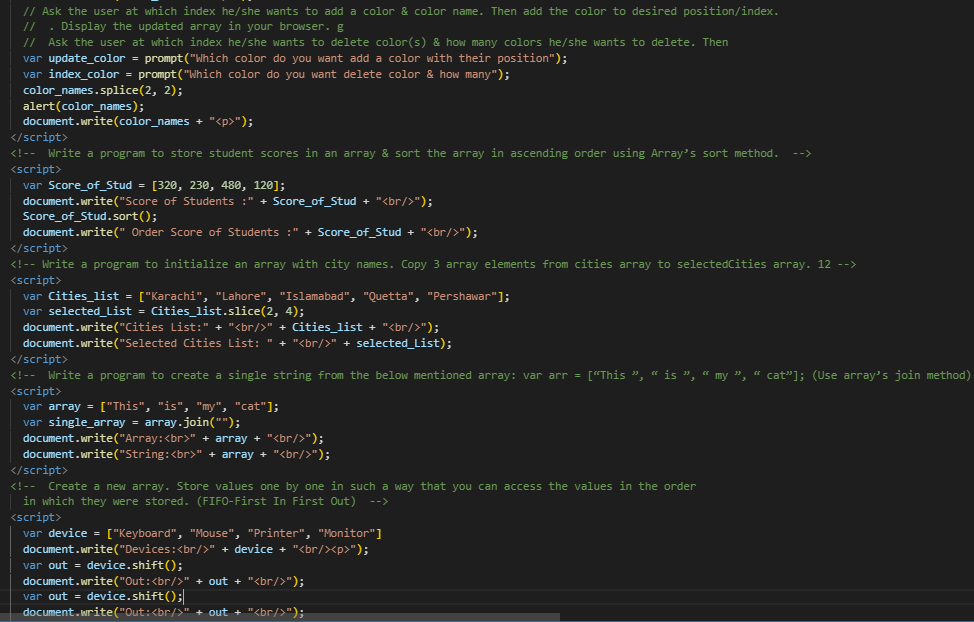 // Ask the user at which index he/she wants to add a color & color name. Then add the color to desired position/index.
//  . Display the updated array in your browser. g
//  Ask the user at which index he/she wants to delete color(s) & how many colors he/she wants to delete. Then
var update_color = prompt("Which color do you want add a color with their position");
var index_color = prompt("Which color do you want delete color & how many");
color_names.splice(2, 2);
alert(color_names);
document.write(color_names + "<p>");
</script>
<!--  Write a program to store student scores in an array & sort the array in ascending order using Array’s sort method.  -->
<script>
var Score_of_Stud = [320, 230, 480, 120];
document.write("Score of Students :" + Score_of_Stud + "<br/>");
Score_of_Stud.sort();
document.write(" Order Score of Students :" + Score_of_Stud + "<br/>");
</script>
<!-- Write a program to initialize an array with city names. Copy 3 array elements from cities array to selectedCities array. 12 -->
<script>
var Cities_list = ["Karachi", "Lahore", "Islamabad", "Quetta", "Pershawar"];
var selected_List = Cities_list.slice(2, 4);
document.write("Cities List:" + "<br/>" + Cities_list + "<br/>");
document.write("Selected Cities List: " + "<br/>" + selected_List);
</script>
<!--  Write a program to create a single string from the below mentioned array: var arr = [“This ”, “ is ”, “ my ”, “ cat”]; (Use array’s join method)
<script>
var array = ["This", "is", "my", "cat"];
var single_array = array.join("");
document.write("Array:<br>" + array + "<br/>");
document.write("String:<br>" + array + "<br/>");
</script>
<!--  Create a new array. Store values one by one in such a way that you can access the values in the order
in which they were stored. (FIFO-First In First Out)  -->
<script>
var device = ["Keyboard", "Mouse", "Printer", "Monitor"]
document.write("Devices:<br/>" + device + "<br/><p>");
var out = device.shift();
document.write("Out:<br/>" + out + "<br/>");
var out = device.shift();
document.write("Out:<br/>" + out + "<br/>");